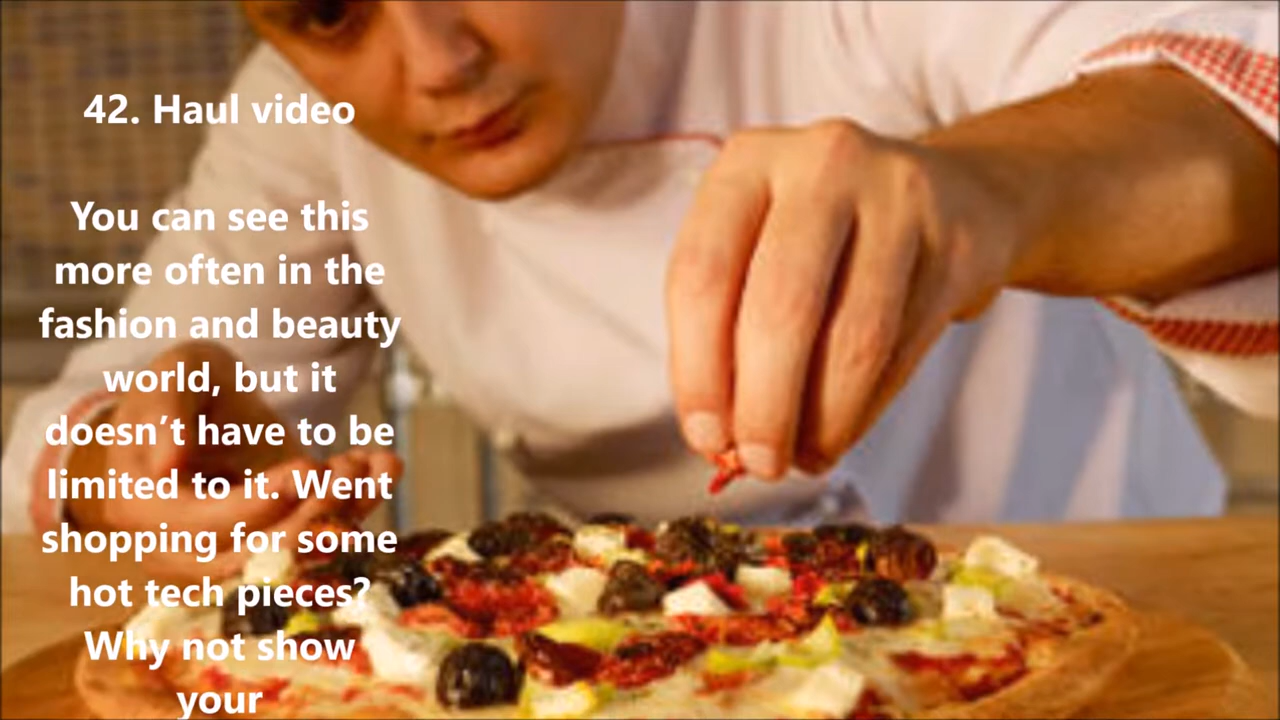 42. Haul video
You can see this
more often in the
fashion and beauty
world, but it
doesn’t have to be
limited to it. Went
shopping for some
hot tech pieces?
Why not show
your